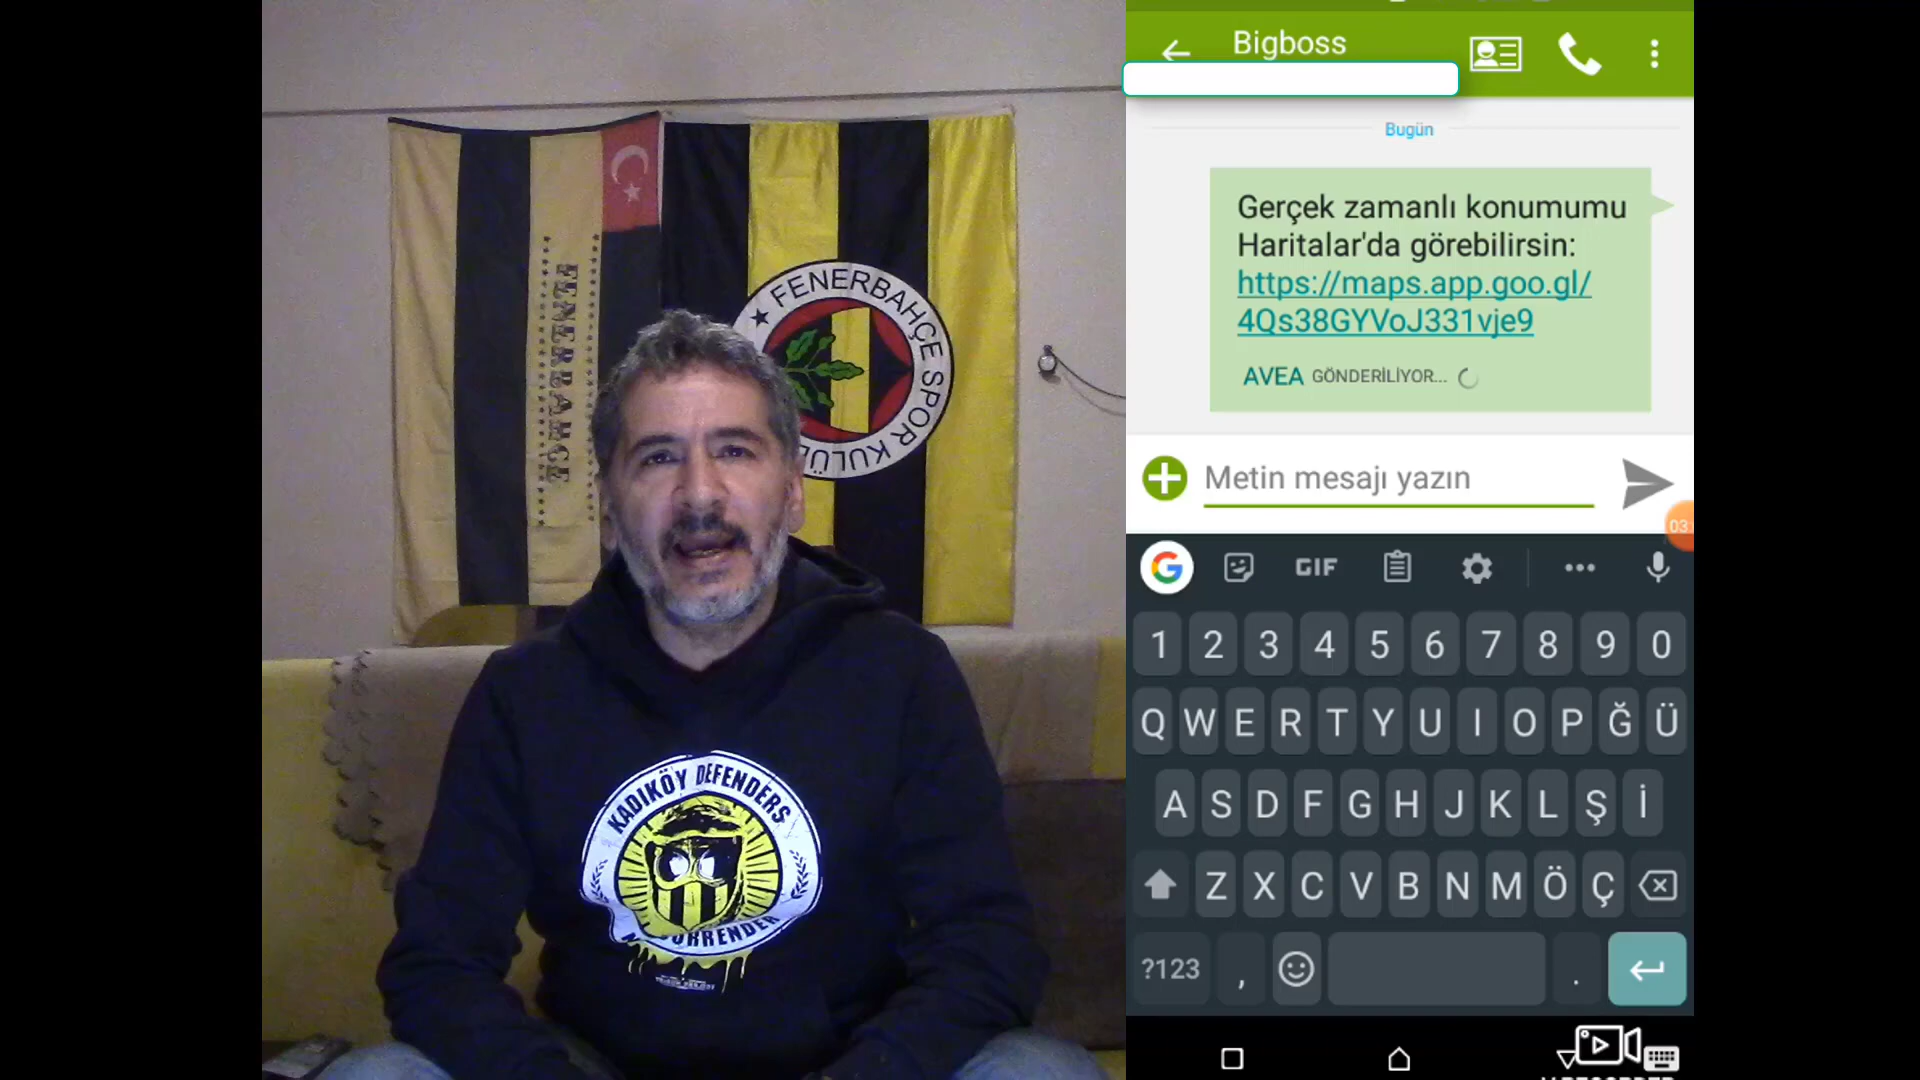 FENERBAHÇE
FENERBAHÇE SPOR KULÜ
KADIKÖY DEFENDERS
Bigboss
Bugün
Gerçek zamanlı konumumu
Haritalar'da görebilirsin:
https://maps.app.goo.gl/
4Qs38GYVoJ331vje9
AVEA GÖNDERİLİYOR...
Metin mesajı yazın
03:
G GIF
1 2 3 4 5 6 7 8 9 0
Q W E R T Y U I O P Ğ Ü
A S D F G H J K L Ş İ
Z X C V B N M Ö Ç
?123 , .